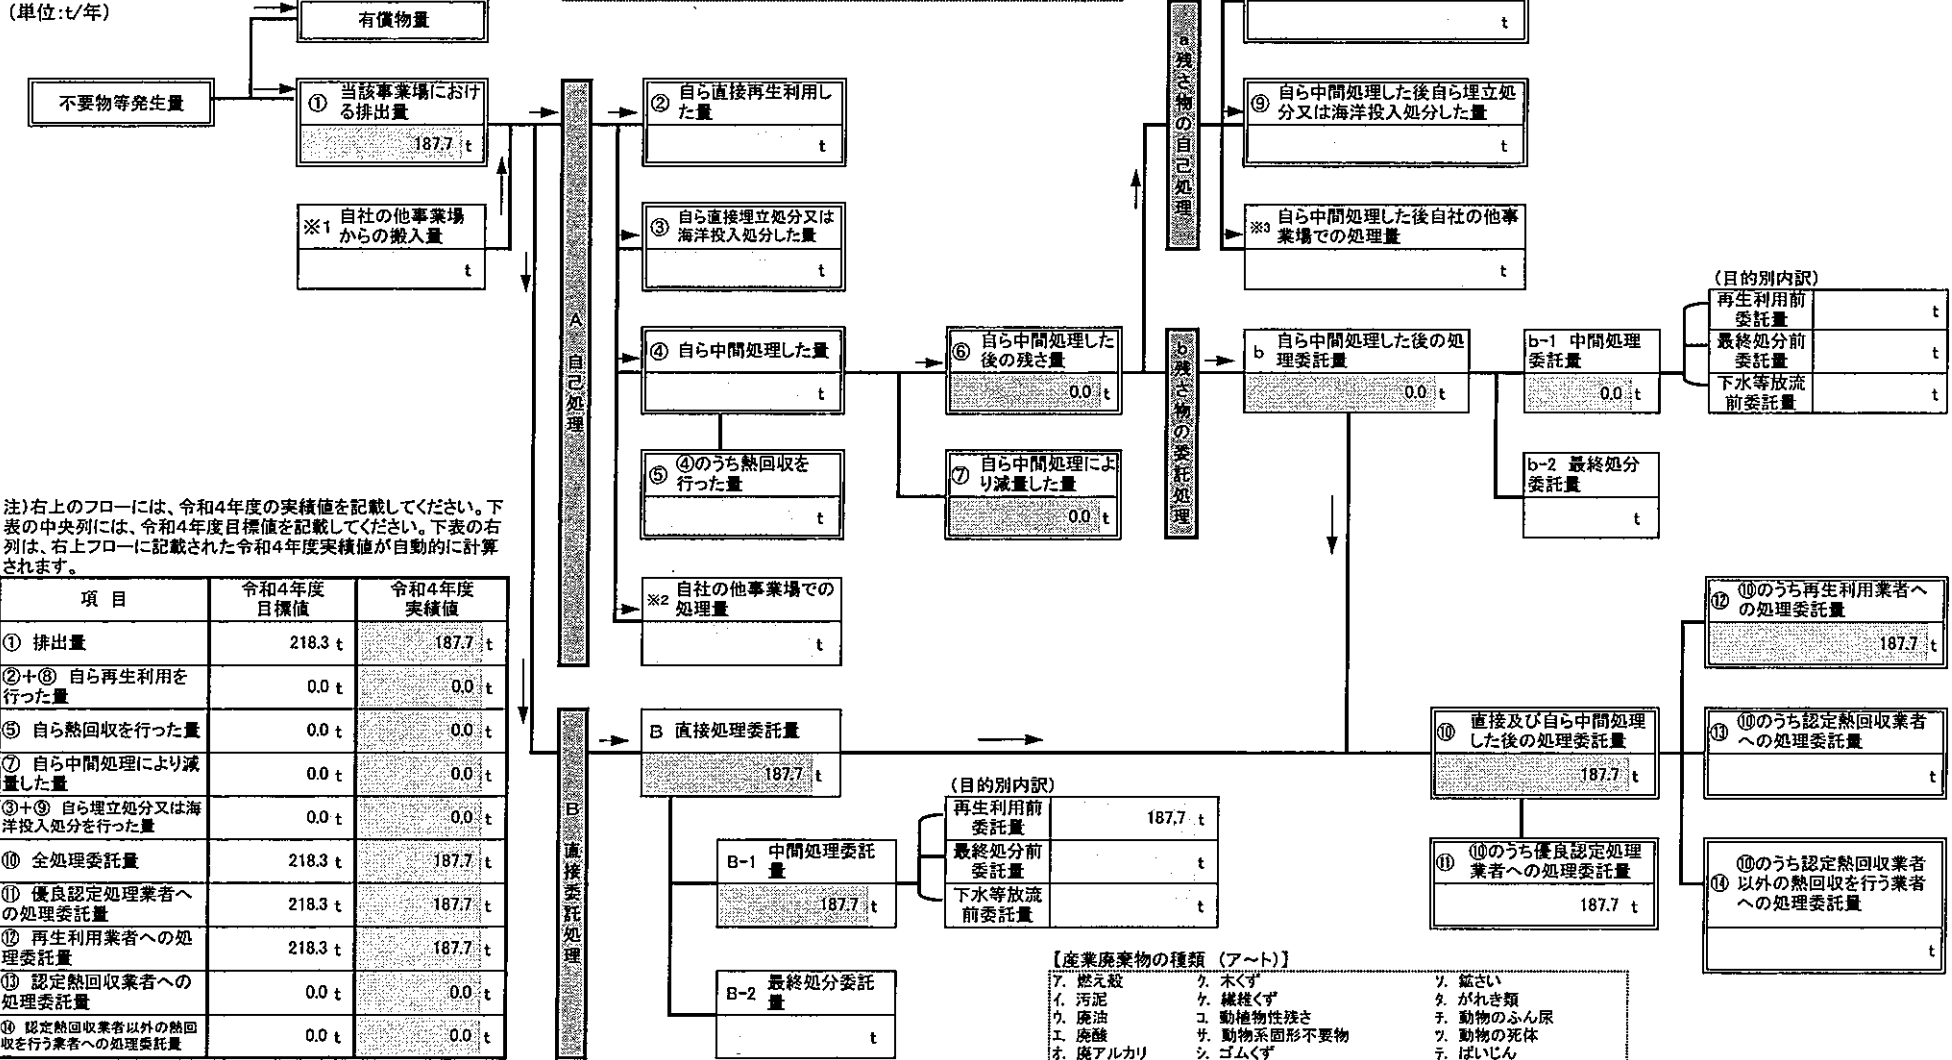 (単位:t/年)
有償物量
t
不要物等発生量
① 当該事業場におけ
る排出量
187.7 t
② 自ら直接再生利用し
た量
t
a 残さ物の自己処理
⑨ 自ら中間処理した後自ら埋立処
分又は海洋投入処分した量
t
※1 自社の他事業場
からの搬入量
t
③ 自ら直接埋立処分又は
海洋投入処分した量
t
※3 自ら中間処理した後自社の他事
業場での処理量
t
A 自己処理
④ 自ら中間処理した量
t
⑥ 自ら中間処理した
後の残さ量
0.0 t
b 残さ物の委託処理
b 自ら中間処理した後の処
理委託量
0.0 t
b-1 中間処理
委託量
0.0 t
(目的別内訳)
再生利用前
委託量 t
最終処分前
委託量 t
下水等放流
前委託量 t
⑤ ④のうち熱回収を
行った量
t
⑦ 自ら中間処理によ
り減量した量
0.0 t
b-2 最終処分
委託量
t
注)右上のフローには、令和4年度の実績値を記載してください。下
表の中央列には、令和4年度目標値を記載してください。下表の右
列は、右上フローに記載された令和4年度実績値が自動的に計算
されます。
項 目 令和4年度 目標値 令和4年度 実績値
① 排出量 218.3 t 187.7 t
②+⑧ 自ら再生利用を
行った量 0.0 t 0.0 t
⑤ 自ら熱回収を行った量 0.0 t 0.0 t
⑦ 自ら中間処理により減
量した量 0.0 t 0.0 t
③+⑨ 自ら埋立処分又は海
洋投入処分を行った量 0.0 t 0.0 t
⑩ 全処理委託量 218.3 t 187.7 t
⑪ 優良認定処理業者へ
の処理委託量 218.3 t 187.7 t
⑫ 再生利用業者への処
理委託量 218.3 t 187.7 t
⑬ 認定熱回収業者への
処理委託量 0.0 t 0.0 t
⑭ 認定熱回収業者以外の熱回
収を行う業者への処理委託量 0.0 t 0.0 t
※2 自社の他事業場での
処理量
t
B 直接委託処理
B 直接処理委託量
187.7 t
B-1 中間処理委託
量
187.7 t
(目的別内訳)
再生利用前
委託量 187.7 t
最終処分前
委託量 t
下水等放流
前委託量 t
B-2 最終処分委託
量
t
⑩ 直接及び自ら中間処理
した後の処理委託量
187.7 t
⑪ ⑩のうち優良認定処理
業者への処理委託量
187.7 t
⑫ ⑩のうち再生利用業者へ
の処理委託量
187.7 t
⑬ ⑩のうち認定熱回収業者
への処理委託量
t
⑭ ⑩のうち認定熱回収業者
以外の熱回収を行う業者
への処理委託量
t
【産業廃棄物の種類 (ア~ト)】
ア. 燃え殻 ク. 木くず ソ. 鉱さい
イ. 汚泥 ケ. 繊維くず タ. がれき類
ウ. 廃油 コ. 動植物性残さ チ. 動物のふん尿
エ. 廃酸 サ. 動物系固形不要物 ツ. 動物の死体
オ. 廃アルカリ シ. ゴムくず テ. ばいじん